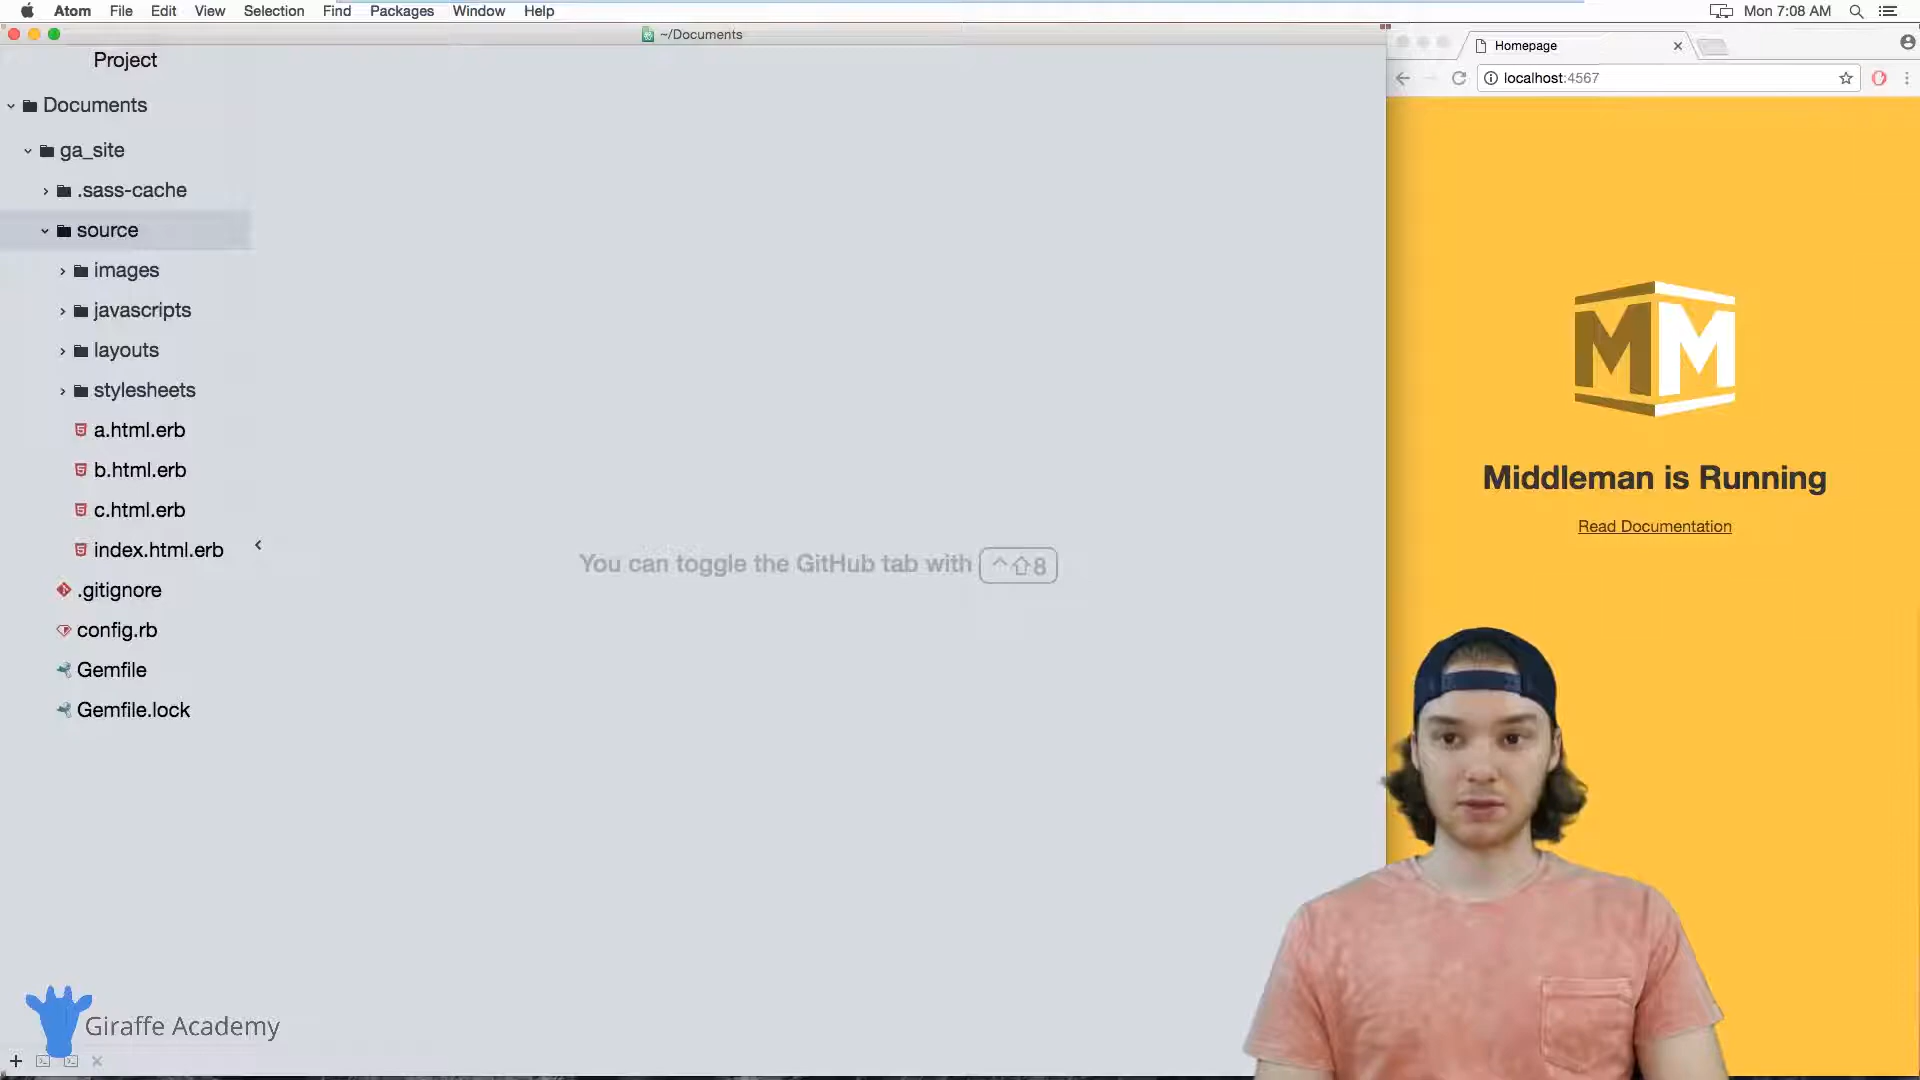 Atom File Edit View Selection Find Packages Window Help
Mon 7:08 AM
~/Documents
Homepage
localhost:4567
Project
Documents
ga_site
.sass-cache
source
images
javascripts
layouts
stylesheets
a.html.erb
b.html.erb
c.html.erb
index.html.erb
.gitignore
config.rb
Gemfile
Gemfile.lock
You can toggle the GitHub tab with ^⇧8
MM
Middleman is Running
Read Documentation
Giraffe Academy